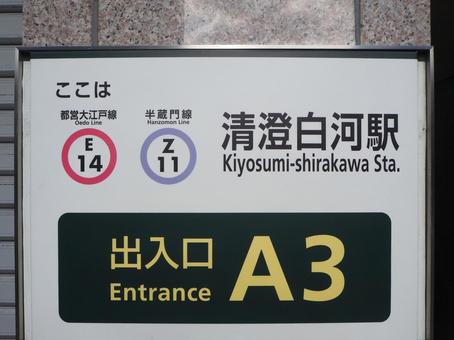 ここは
都営大江戸線
Oedo Line
E
14
半蔵門線
Hanzomon Line
Z
11
清澄白河駅
Kiyosumi-shirakawa Sta.
出入口
Entrance
A3